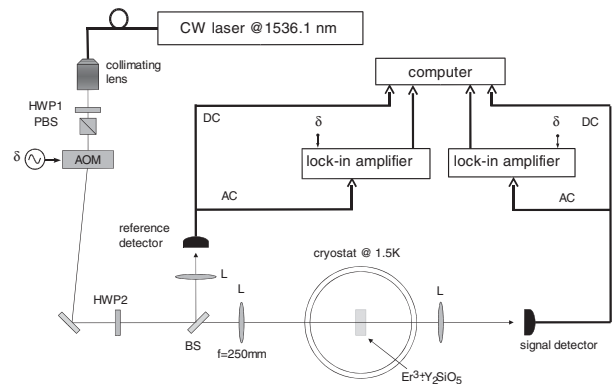 CW laser @1536.1 nm
collimating
lens
computer
HWP1
PBS
DC
δ
δ
DC
δ
AOM
lock-in amplifier
lock-in amplifier
AC
AC
reference
detector
cryostat @ 1.5K
L
L
L
HWP2
BS
f=250mm
signal detector
Er³⁺:Y₂SiO₅